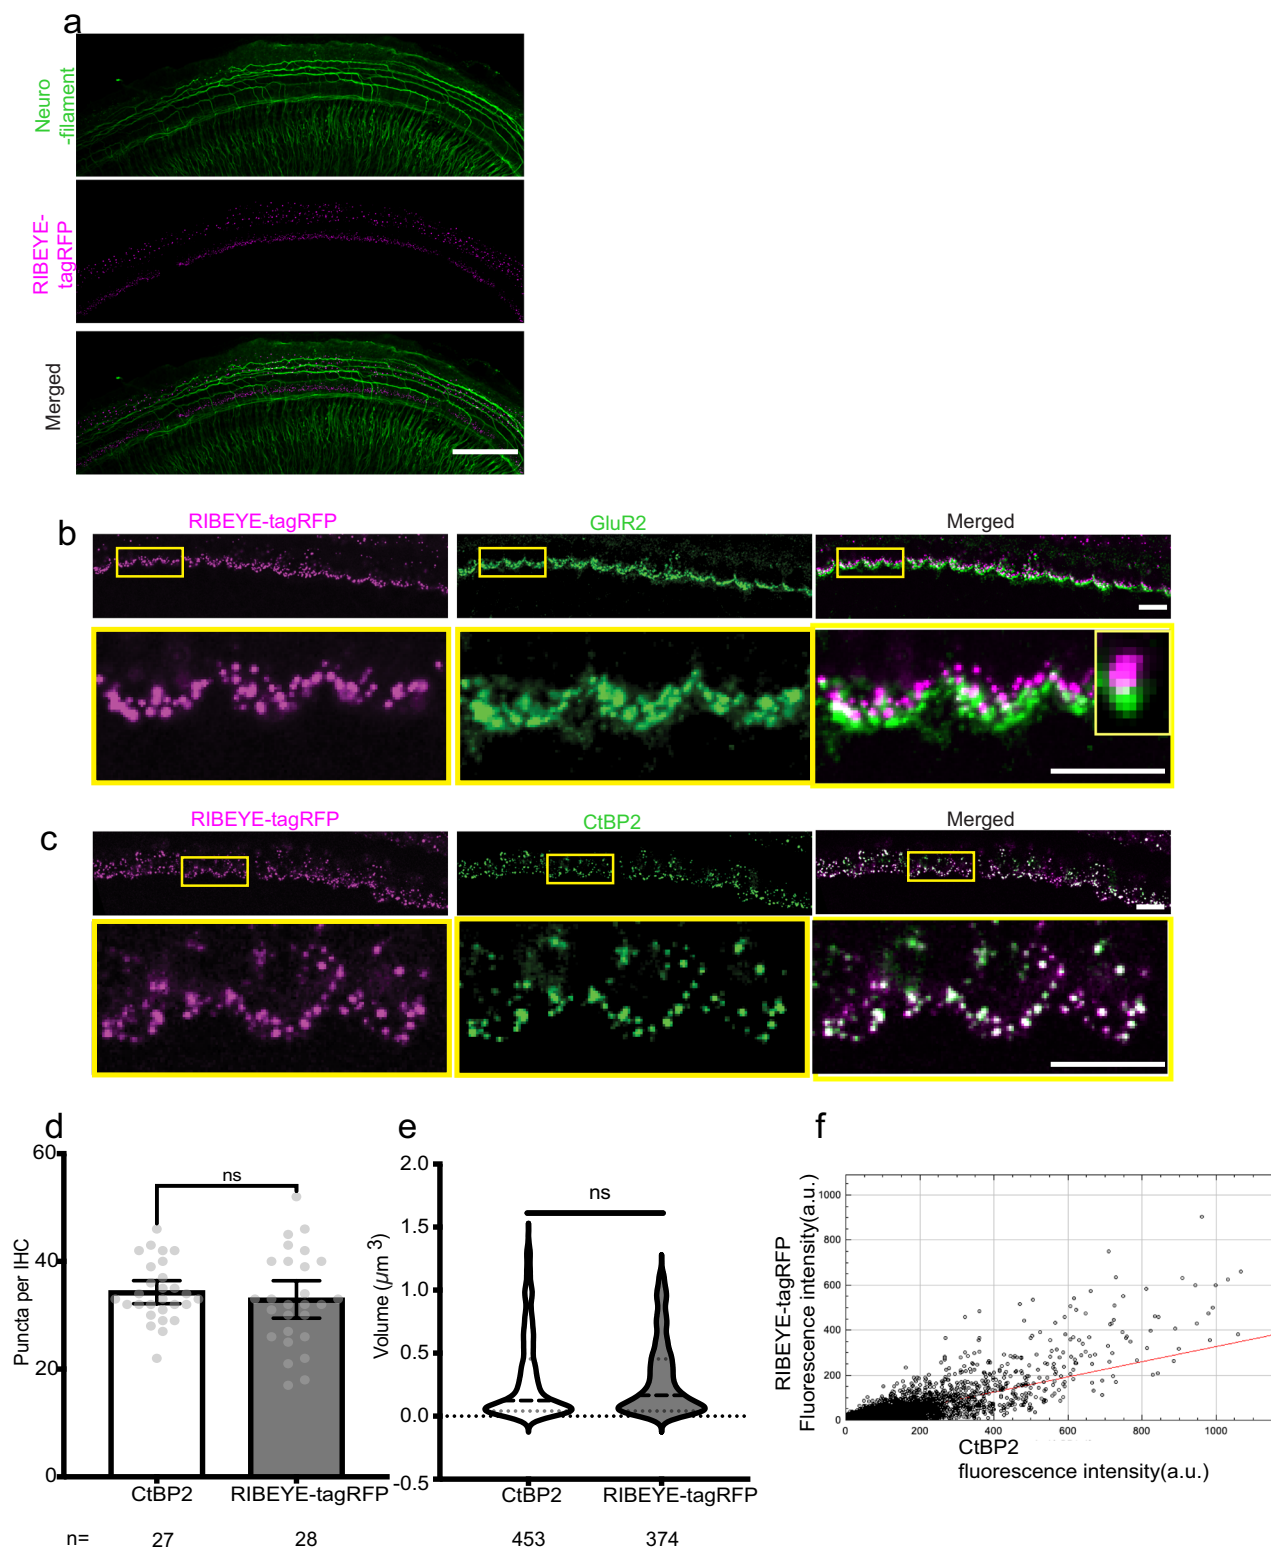 a
Neuro
-filament
RIBEYE-
tagRFP
Merged
b
RIBEYE-tagRFP
GluR2
Merged
c
RIBEYE-tagRFP
CtBP2
Merged
d
60
40
20
0
Puncta per IHC
ns
CtBP2
RIBEYE-tagRFP
n=
27
28
e
2.0
1.5
1.0
0.5
0.0
-0.5
Volume (µm 3)
ns
CtBP2
RIBEYE-tagRFP
453
374
f
RIBEYE-tagRFP
Fluorescence intensity(a.u.)
1000
800
600
400
200
0
0
200
400
600
800
1000
CtBP2
fluorescence intensity(a.u.)